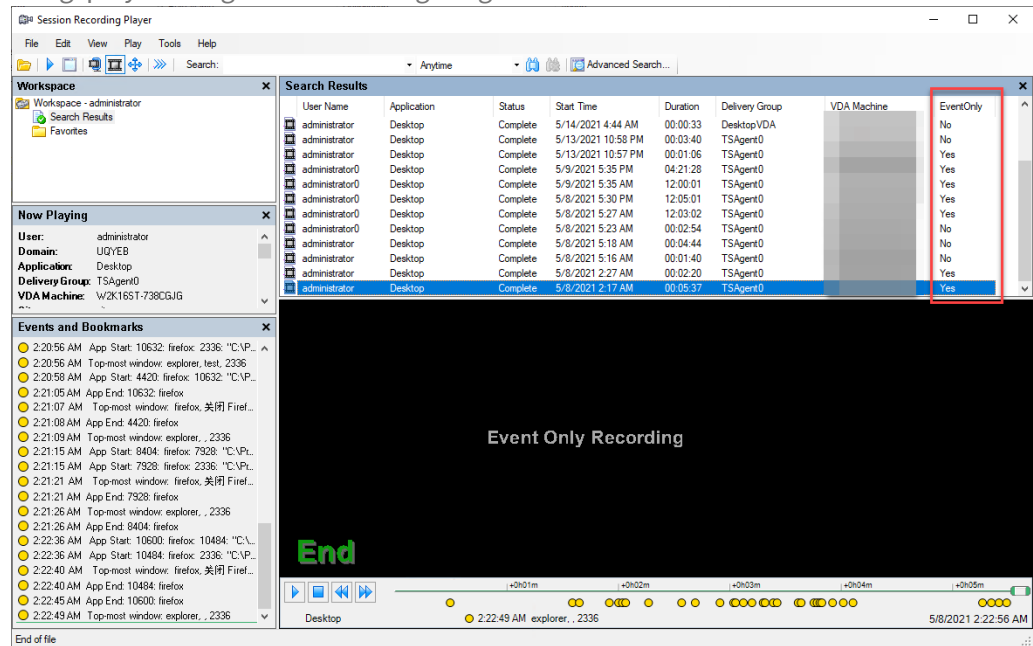 Session Recording Player
File Edit View Play Tools Help
Search: Anytime Advanced Search...
Workspace
Workspace - administrator
Search Results
Favorites
Now Playing
User: administrator
Domain: UQYEB
Application: Desktop
Delivery Group: TSAgent0
VDA Machine: W2K16ST-738CGJG
Events and Bookmarks
2:20:56 AM App Start: 10632: firefox: 2336: "C:\P...
2:20:56 AM Top-most window: explorer, test, 2336
2:20:58 AM App Start: 4420: firefox: 10632: "C:\P...
2:21:05 AM App End: 10632: firefox
2:21:07 AM Top-most window: firefox, 关闭 Firef...
2:21:08 AM App End: 4420: firefox
2:21:09 AM Top-most window: explorer, , 2336
2:21:15 AM App Start: 8404: firefox: 7928: "C:\Pr...
2:21:15 AM App Start: 7928: firefox: 2336: "C:\Pr...
2:21:21 AM Top-most window: firefox, 关闭 Firef...
2:21:21 AM App End: 7928: firefox
2:21:26 AM Top-most window: explorer, , 2336
2:21:26 AM App End: 8404: firefox
2:22:36 AM App Start: 10600: firefox: 10484: "C:\...
2:22:36 AM App Start: 10484: firefox: 2336: "C:\P...
2:22:40 AM Top-most window: firefox, 关闭 Firef...
2:22:40 AM App End: 10484: firefox
2:22:45 AM App End: 10600: firefox
2:22:49 AM Top-most window: explorer, , 2336
Search Results
User Name Application Status Start Time Duration Delivery Group VDA Machine EventOnly
administrator Desktop Complete 5/14/2021 4:44 AM 00:00:33 DesktopVDA No
administrator Desktop Complete 5/13/2021 10:58 PM 00:03:40 TSAgent0 No
administrator Desktop Complete 5/13/2021 10:57 PM 00:01:06 TSAgent0 Yes
administrator0 Desktop Complete 5/9/2021 5:35 PM 04:21:28 TSAgent0 Yes
administrator0 Desktop Complete 5/9/2021 5:35 AM 12:00:01 TSAgent0 Yes
administrator0 Desktop Complete 5/8/2021 5:30 PM 12:05:01 TSAgent0 Yes
administrator0 Desktop Complete 5/8/2021 5:27 AM 12:03:02 TSAgent0 Yes
administrator0 Desktop Complete 5/8/2021 5:23 AM 00:02:54 TSAgent0 No
administrator Desktop Complete 5/8/2021 5:18 AM 00:04:44 TSAgent0 No
administrator Desktop Complete 5/8/2021 5:16 AM 00:01:40 TSAgent0 No
administrator Desktop Complete 5/8/2021 2:27 AM 00:02:20 TSAgent0 Yes
administrator Desktop Complete 5/8/2021 2:17 AM 00:05:37 TSAgent0 Yes
Event Only Recording
End
+0h01m +0h02m +0h03m +0h04m +0h05m
Desktop 2:22:49 AM explorer, , 2336 5/8/2021 2:22:56 AM
End of file